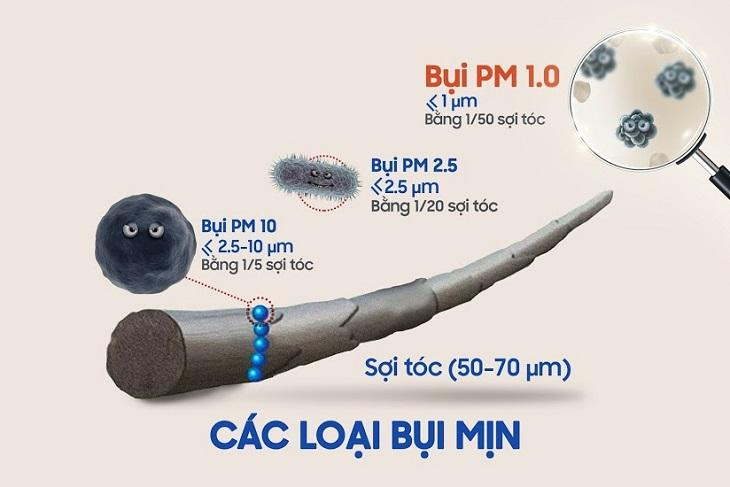 Bụi PM 1.0
⩽ 1 µm
Bằng 1/50 sợi tóc
Bụi PM 2.5
⩽ 2.5 µm
Bằng 1/20 sợi tóc
Bụi PM 10
⩽ 2.5-10 µm
Bằng 1/5 sợi tóc
Sợi tóc (50-70 µm)
CÁC LOẠI BỤI MỊN